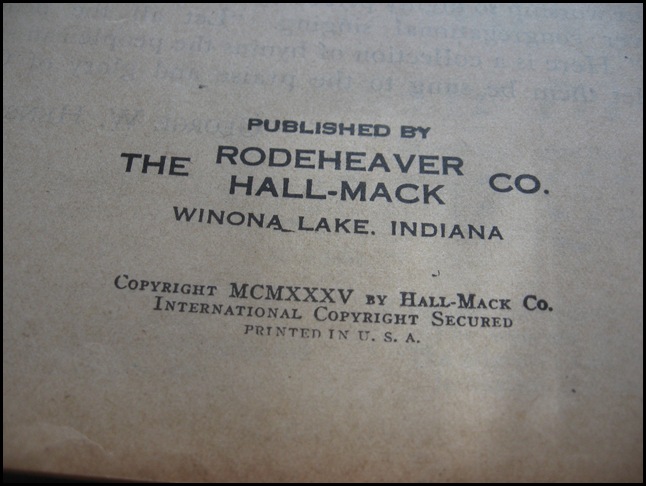 PUBLISHED BY
THE RODEHEAVER HALL-MACK CO.
WINONA LAKE. INDIANA
COPYRIGHT MCMXXXV BY HALL-MACK CO.
INTERNATIONAL COPYRIGHT SECURED
PRINTED IN U. S. A.